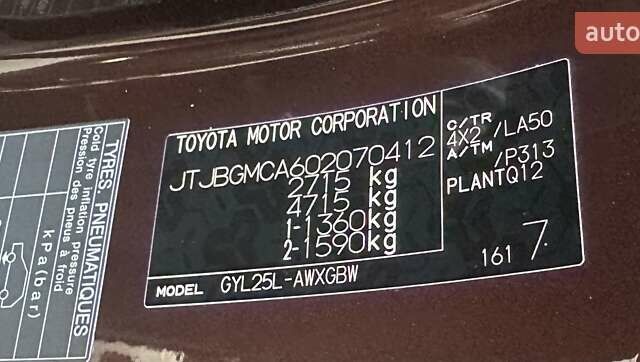 auto
TYRES, PNEUMATIQUES
Cold tyre inflation pressure
Pression des pneus à froid
kPa(bar)
TOYOTA MOTOR CORPORATION
JTJBGMCA602070412
2715 kg
4715 kg
1-1360kg
2-1590kg
C/TR
4X2 /LA50
A/TM /P313
PLANTQ12
161 7
MODEL GYL25L-AWXGBW